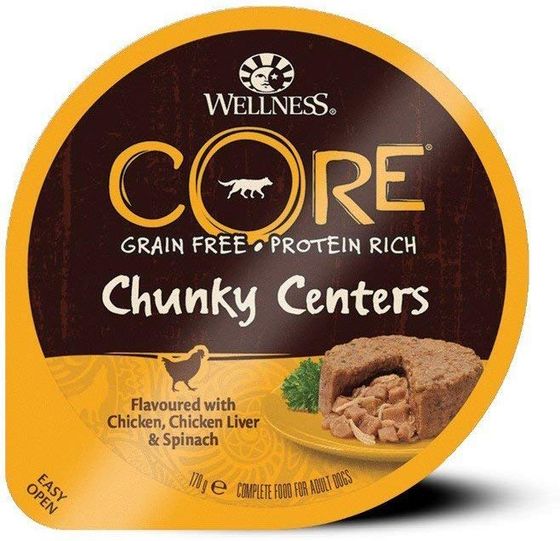 WELLNESS®
CORE®
GRAIN FREE • PROTEIN RICH
Chunky Centers
Flavoured with
Chicken, Chicken Liver
& Spinach
170g ℮ COMPLETE FOOD FOR ADULT DOGS
EASY
OPEN